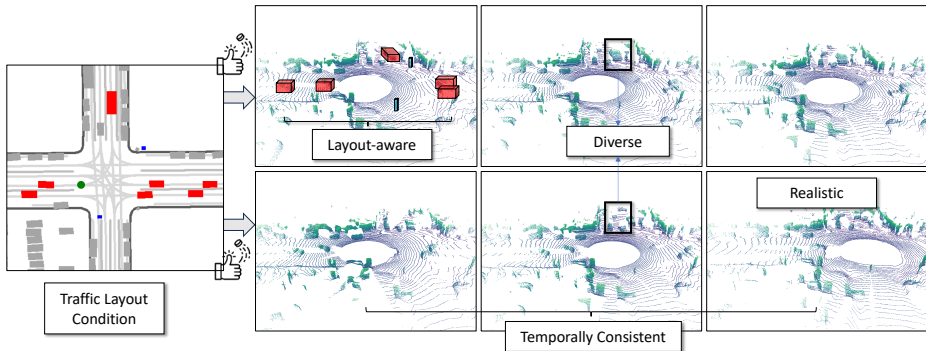 Layout-aware
Diverse
Realistic
Traffic Layout
Condition
Temporally Consistent